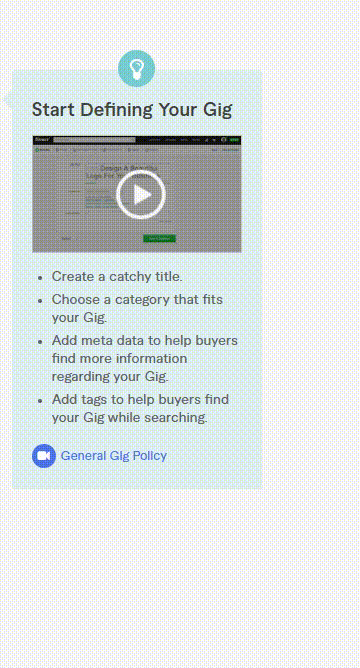 Start Defining Your Gig
Design A Beautiful
Create a catchy title.
Choose a category that fits
your Gig.
Add meta data to help buyers
find more information
regarding your Gig.
Add tags to help buyers find
your Gig while searching.
General Gig Policy